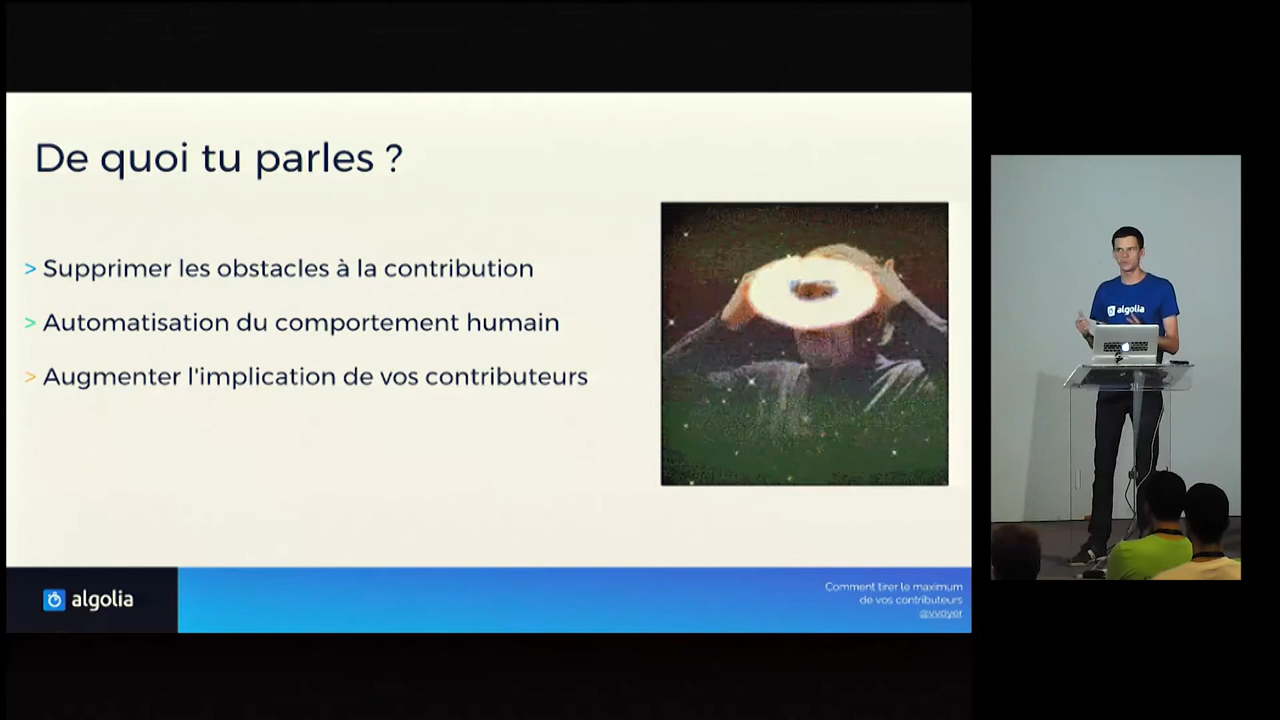 De quoi tu parles ?
> Supprimer les obstacles à la contribution
> Automatisation du comportement humain
> Augmenter l'implication de vos contributeurs
algolia
Comment tirer le maximum
de vos contributeurs
@vvoyer
algolia